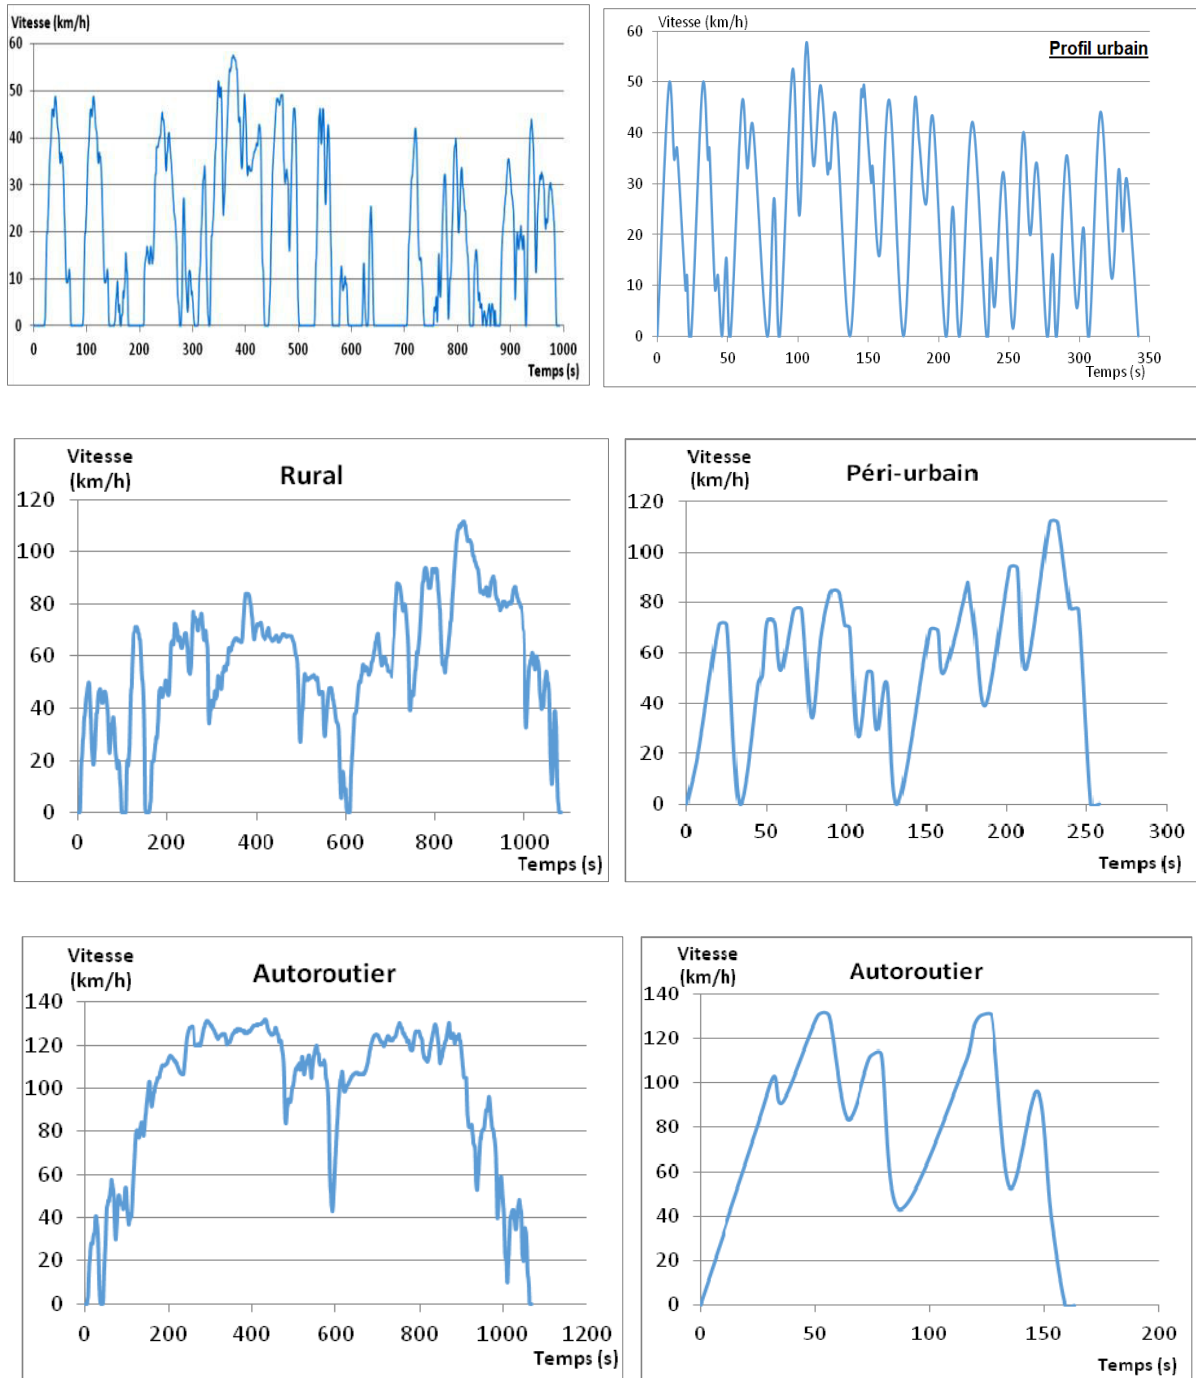 Vitesse (km/h)
60
50
40
30
20
10
0
0 100 200 300 400 500 600 700 800 900 1000
Temps (s)
Vitesse (km/h)
Profil urbain
60
50
40
30
20
10
0
0 50 100 150 200 250 300 350
Temps (s)
Vitesse
(km/h)
Rural
120
100
80
60
40
20
0
0 200 400 600 800 1000
Temps (s)
Vitesse
(km/h)
Péri-urbain
120
100
80
60
40
20
0
0 50 100 150 200 250 300
Temps (s)
Vitesse
(km/h)
Autoroutier
140
120
100
80
60
40
20
0
0 200 400 600 800 1000 1200
Temps (s)
Vitesse
(km/h)
Autoroutier
140
120
100
80
60
40
20
0
0 50 100 150 200
Temps (s)